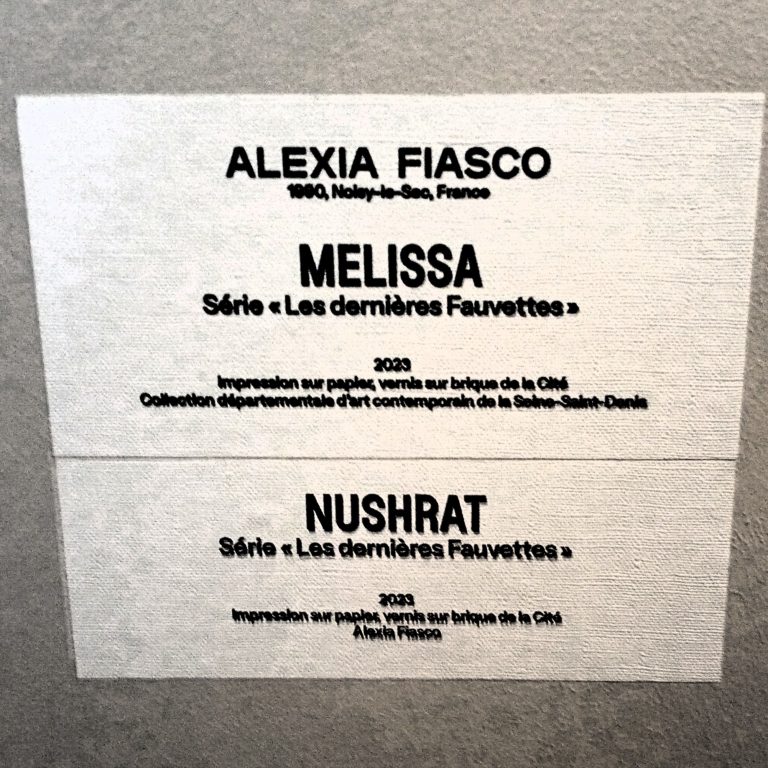 ALEXIA FIASCO
1990, Noisy-le-Sec, France
MELISSA
Série « Les dernières Fauvettes »
2023
Impression sur papier, vernis sur brique de la Cité
Collection départementale d'art contemporain de la Seine-Saint-Denis
NUSHRAT
Série « Les dernières Fauvettes »
2023
Impression sur papier, vernis sur brique de la Cité
Alexia Fiasco